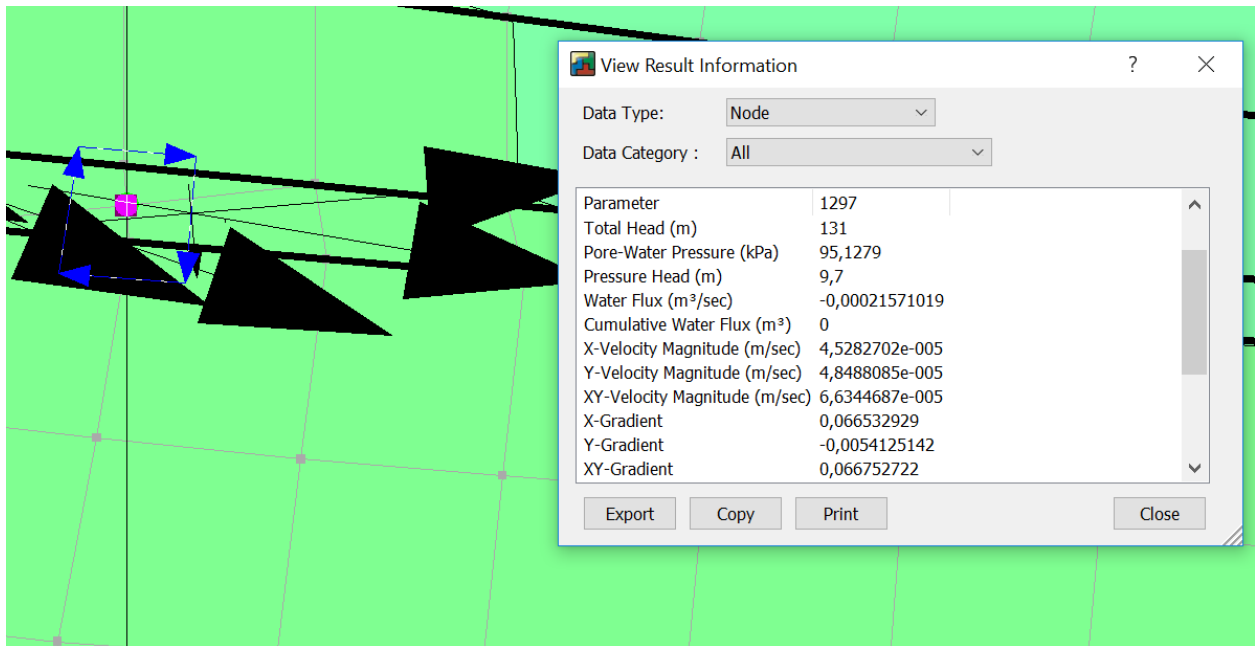 View Result Information
?
Data Type: Node
Data Category : All
Parameter 1297
Total Head (m) 131
Pore-Water Pressure (kPa) 95,1279
Pressure Head (m) 9,7
Water Flux (m³/sec) -0,00021571019
Cumulative Water Flux (m³) 0
X-Velocity Magnitude (m/sec) 4,5282702e-005
Y-Velocity Magnitude (m/sec) 4,8488085e-005
XY-Velocity Magnitude (m/sec) 6,6344687e-005
X-Gradient 0,066532929
Y-Gradient -0,0054125142
XY-Gradient 0,066752722
Export Copy Print Close